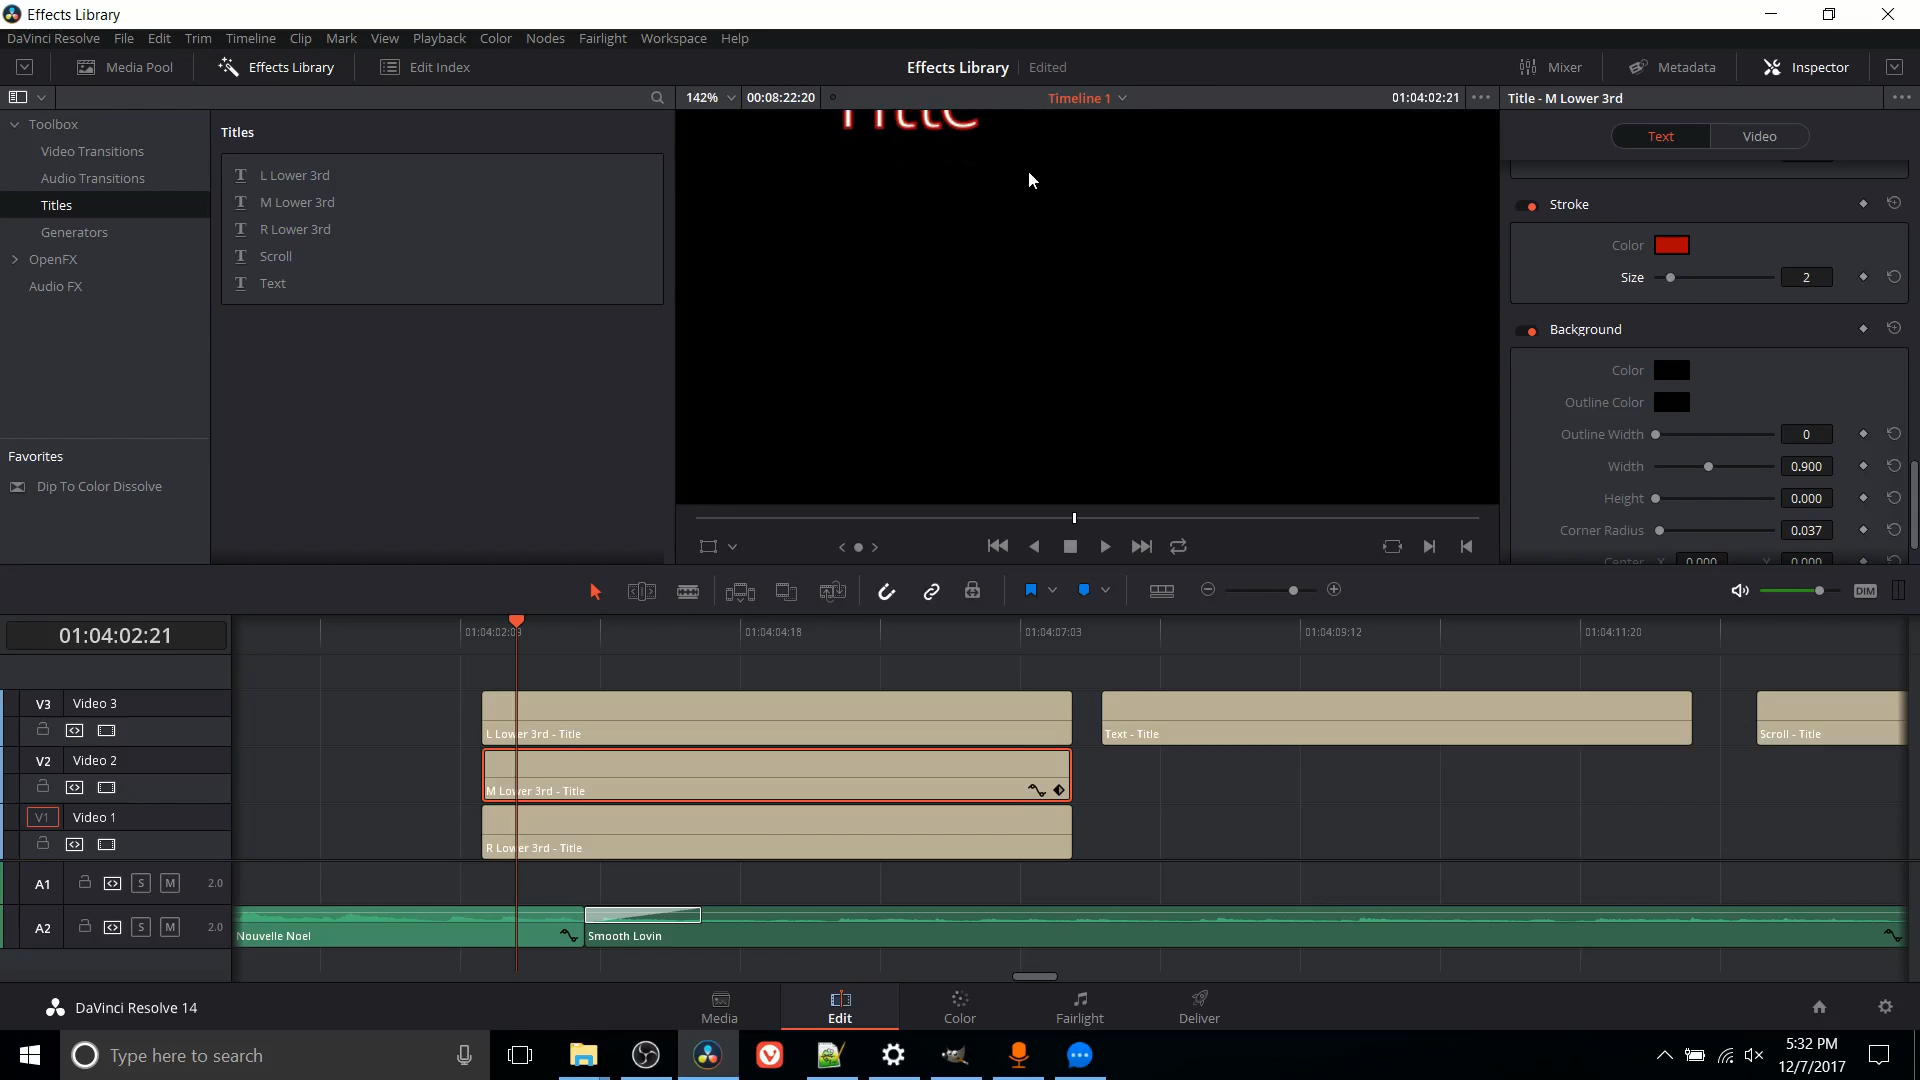 Effects Library
DaVinci Resolve File Edit Trim Timeline Clip Mark View Playback Color Nodes Fairlight Workspace Help
Media Pool Effects Library Edit Index Effects Library Edited Mixer Metadata Inspector
142% 00:08:22:20 Timeline 1 01:04:02:21 Title - M Lower 3rd
Toolbox
Video Transitions
Audio Transitions
Titles
Generators
OpenFX
Audio FX
Favorites
Dip To Color Dissolve
Titles
L Lower 3rd
M Lower 3rd
R Lower 3rd
Scroll
Text
Title
Text Video
Stroke
Color
Size 2
Background
Color
Outline Color
Outline Width 0
Width 0.900
Height 0.000
Corner Radius 0.037
Center X 0.000 Y 0.000
DIM
01:04:02:21 01:04:02:09 01:04:04:18 01:04:07:03 01:04:09:12 01:04:11:20
V3 Video 3
L Lower 3rd - Title Text - Title Scroll - Title
V2 Video 2
M Lower 3rd - Title
V1 Video 1
R Lower 3rd - Title
A1 S M 2.0
A2 S M 2.0
Nouvelle Noel Smooth Lovin
DaVinci Resolve 14 Media Edit Color Fairlight Deliver
Type here to search
5:32 PM
12/7/2017